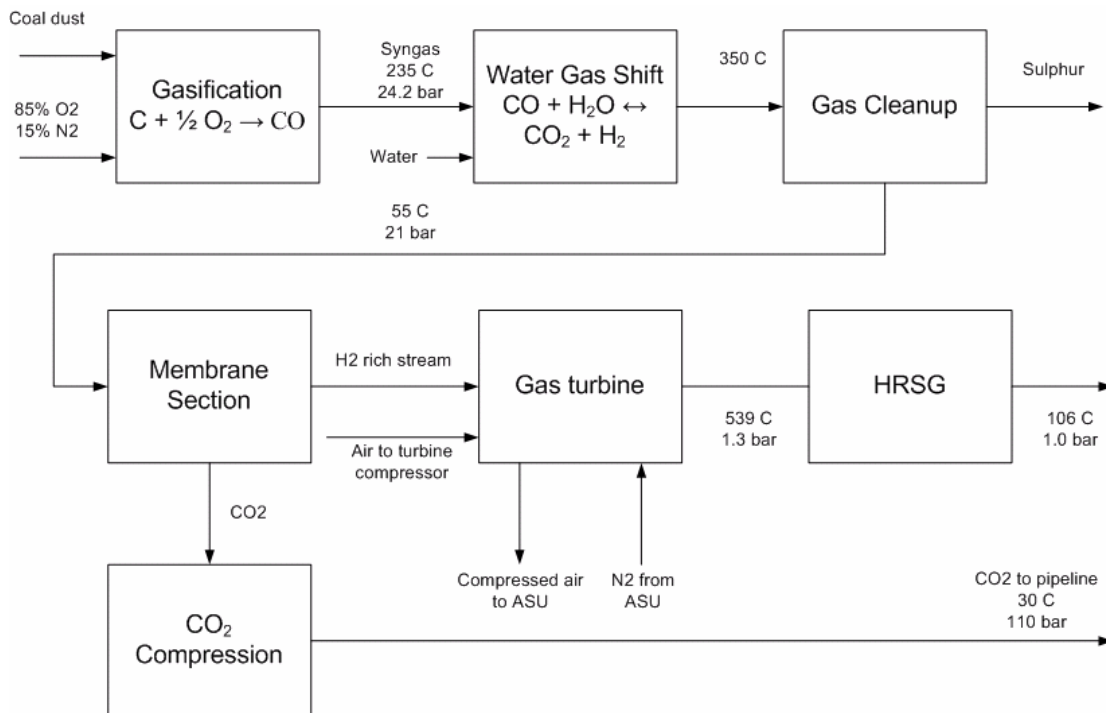 Coal dust
85% O2
15% N2
Gasification
C + ½ O₂ → CO
Syngas
235 C
24.2 bar
Water
Water Gas Shift
CO + H₂O ↔
CO₂ + H₂
350 C
Gas Cleanup
Sulphur
55 C
21 bar
Membrane
Section
H2 rich stream
Air to turbine
compressor
Gas turbine
539 C
1.3 bar
HRSG
106 C
1.0 bar
CO2
Compressed air
to ASU
N2 from
ASU
CO₂
Compression
CO2 to pipeline
30 C
110 bar